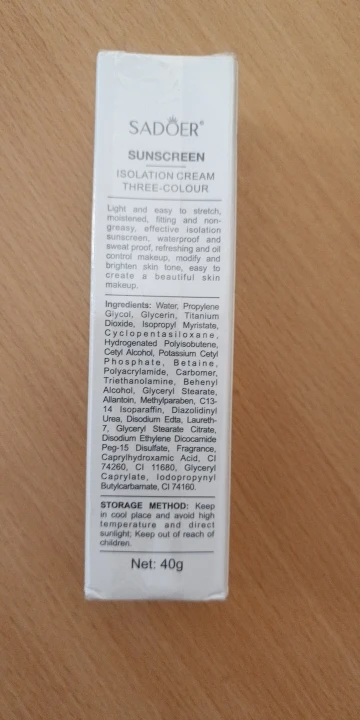 SADOER®
SUNSCREEN
ISOLATION CREAM
THREE-COLOUR
Light and easy to stretch,
moistened, fitting and non-
greasy, effective isolation
sunscreen, waterproof and
sweat proof, refreshing and oil
control makeup, modify and
brighten skin tone, easy to
create a beautiful skin
makeup.
Ingredients: Water, Propylene
Glycol, Glycerin, Titanium
Dioxide, Isopropyl Myristate,
Cyclopentasiloxane,
Hydrogenated Polyisobutene,
Cetyl Alcohol, Potassium Cetyl
Phosphate, Betaine,
Polyacrylamide, Carbomer,
Triethanolamine, Behenyl
Alcohol, Glyceryl Stearate,
Allantoin, Methylparaben, C13-
14 Isoparaffin, Diazolidinyl
Urea, Disodium Edta, Laureth-
7, Glyceryl Stearate Citrate,
Disodium Ethylene Dicocamide
Peg-15 Disulfate, Fragrance,
Caprylhydroxamic Acid, CI
74260, CI 11680, Glyceryl
Caprylate, Iodopropynyl
Butylcarbamate, CI 74160.
STORAGE METHOD: Keep
in cool place and avoid high
temperature and direct
sunlight; Keep out of reach of
children.
Net: 40g